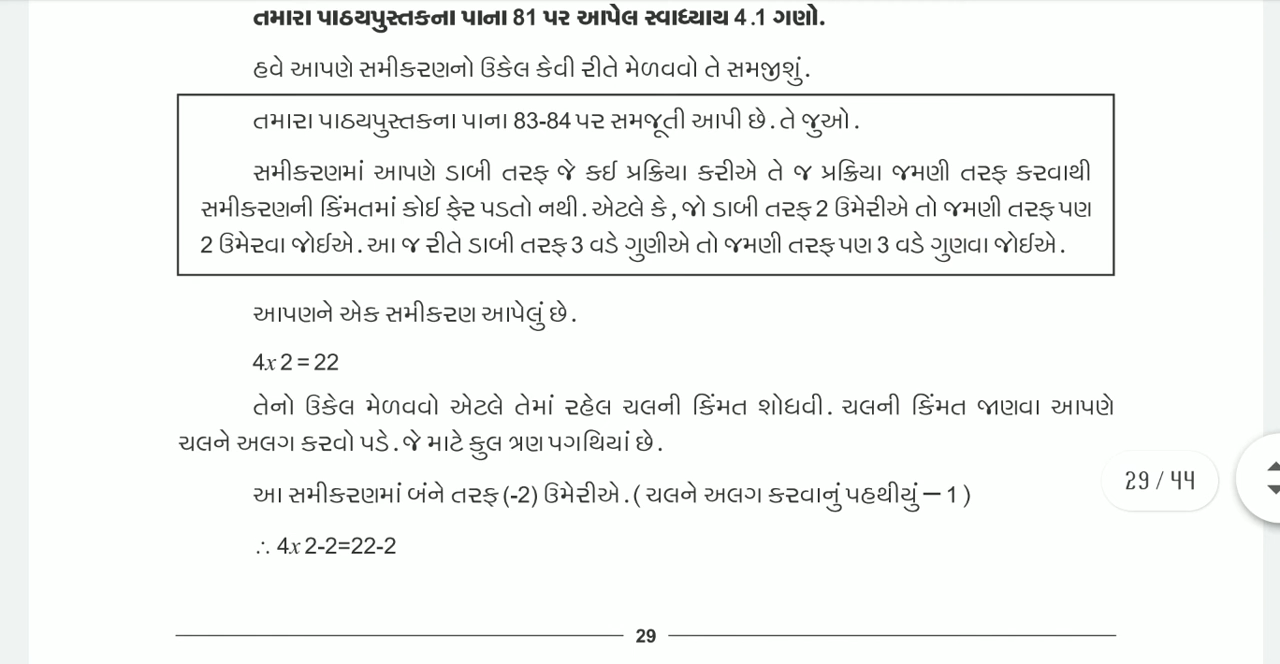 તમારા પાઠયપુસ્તકના પાના 81 પર આપેલ સ્વાધ્યાય 4.1 ગણો.
હવે આપણે સમીકરણનો ઉકેલ કેવી રીતે મેળવવો તે સમજીશું.
તમારા પાઠયપુસ્તકના પાના 83-84 પર સમજૂતી આપી છે. તે જુઓ.
સમીકરણમાં આપણે ડાબી તરફ જે કઈ પ્રક્રિયા કરીએ તે જ પ્રક્રિયા જમણી તરફ કરવાથી
સમીકરણની કિંમતમાં કોઈ ફેર પડતો નથી. એટલે કે, જો ડાબી તરફ 2 ઉમેરીએ તો જમણી તરફ પણ
2 ઉમેરવા જોઈએ. આ જ રીતે ડાબી તરફ 3 વડે ગુણીએ તો જમણી તરફ પણ 3 વડે ગુણવા જોઈએ.
આપણને એક સમીકરણ આપેલું છે.
4x 2 = 22
તેનો ઉકેલ મેળવવો એટલે તેમાં રહેલ ચલની કિંમત શોધવી. ચલની કિંમત જાણવા આપણે
ચલને અલગ કરવો પડે. જે માટે કુલ ત્રણ પગથિયાં છે.
29 / 44
આ સમીકરણમાં બંને તરફ (-2) ઉમેરીએ. ( ચલને અલગ કરવાનું પહથીયું – 1 )
∴ 4x 2-2=22-2
29